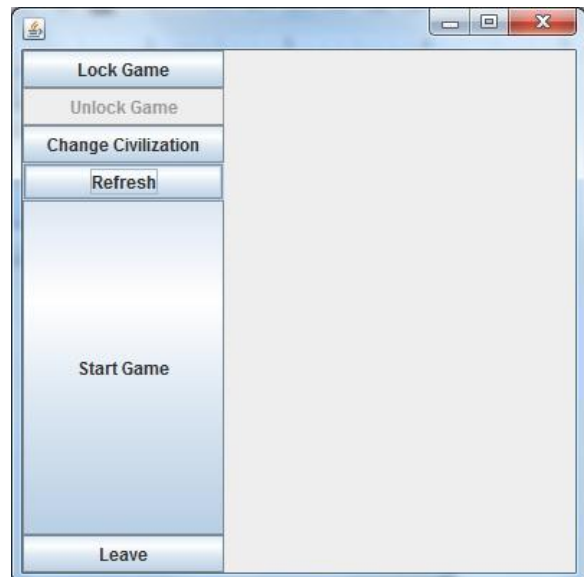 Lock Game
Unlock Game
Change Civilization
Refresh
Start Game
Leave